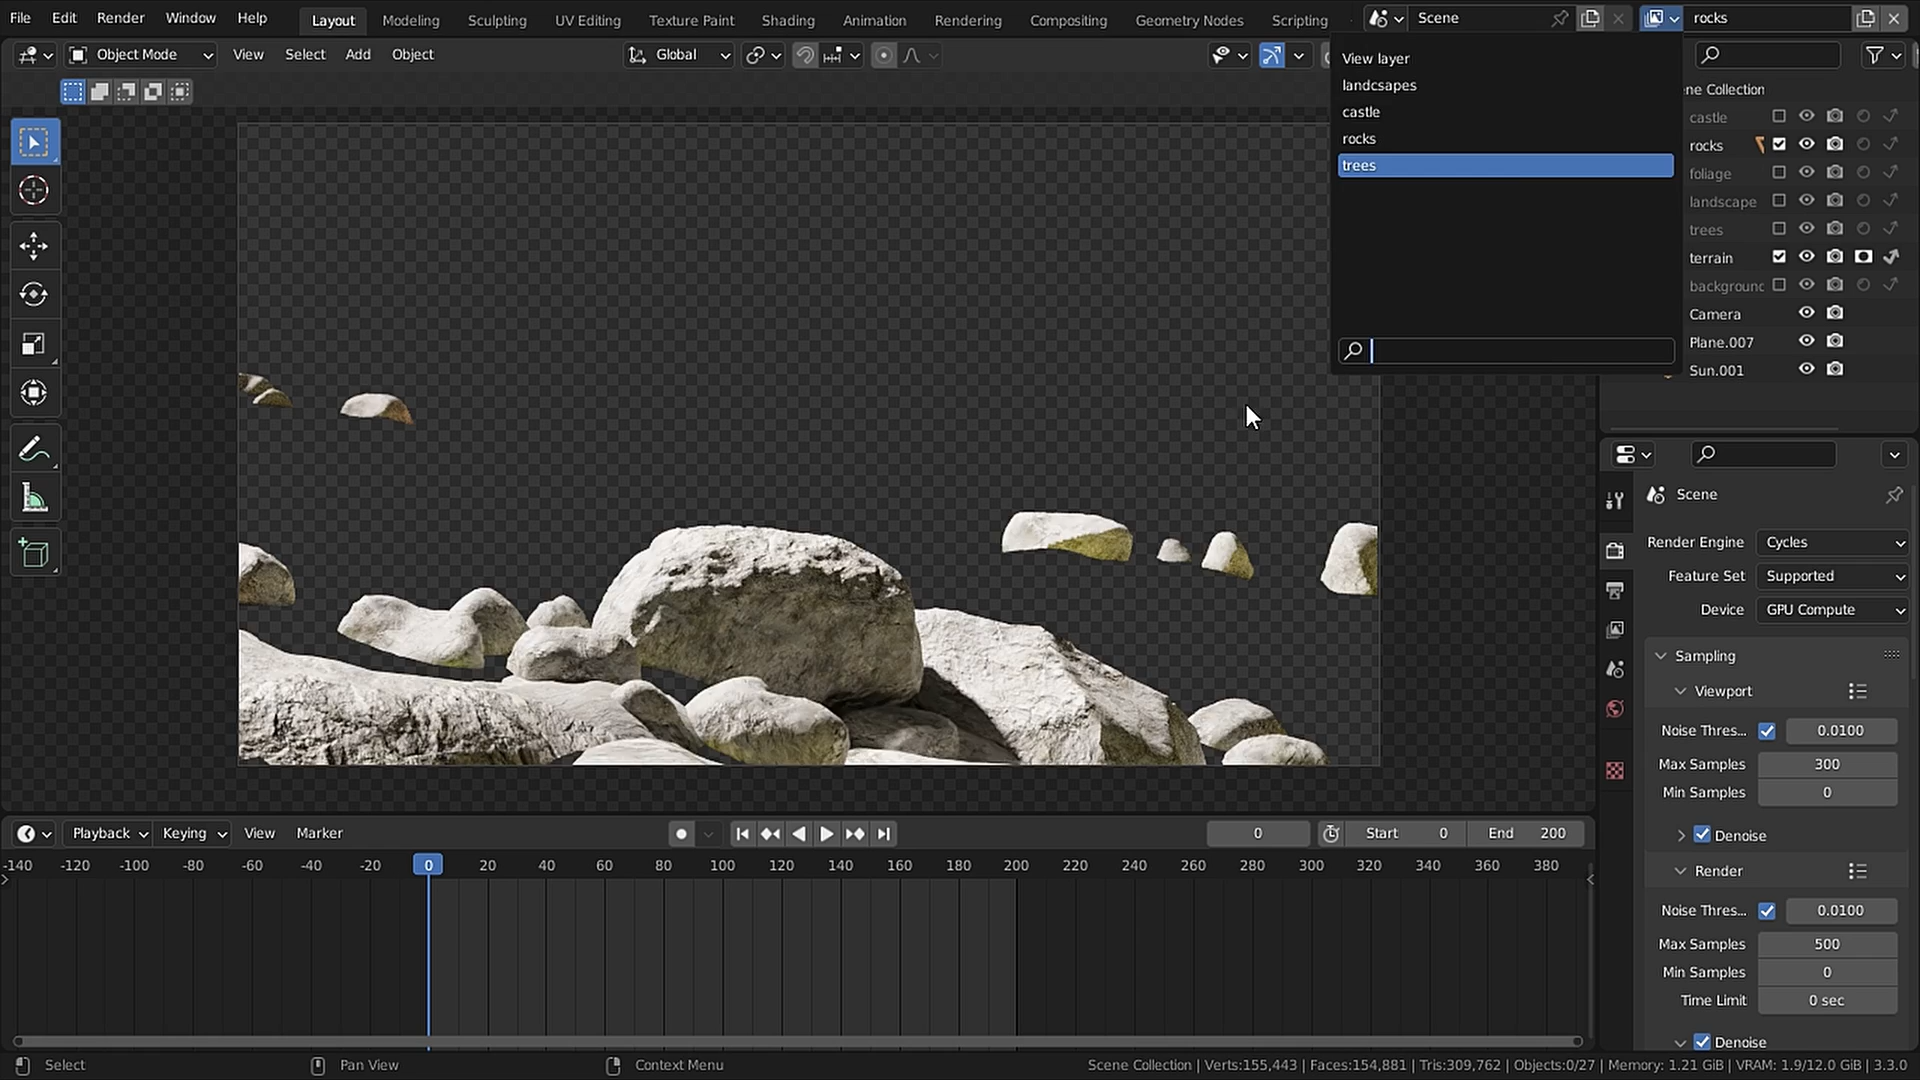 File Edit Render Window Help Layout Modeling Sculpting UV Editing Texture Paint Shading Animation Rendering Compositing Geometry Nodes Scripting Scene rocks
Object Mode View Select Add Object Global
View layer
landcsapes
castle
rocks
trees
ne Collection
castle
rocks
foliage
landscape
trees
terrain
background
Camera
Plane.007
Sun.001
Scene
Render Engine Cycles
Feature Set Supported
Device GPU Compute
Sampling
Viewport
Noise Thres... 0.0100
Max Samples 300
Min Samples 0
Denoise
Render
Noise Thres... 0.0100
Max Samples 500
Min Samples 0
Time Limit 0 sec
Denoise
Playback Keying View Marker 0 Start 0 End 200
-140 -120 -100 -80 -60 -40 -20 0 20 40 60 80 100 120 140 160 180 200 220 240 260 280 300 320 340 360 380
Select Pan View Context Menu Scene Collection | Verts:155,443 | Faces:154,881 | Tris:309,762 | Objects:0/27 | Memory: 1.21 GiB | VRAM: 1.9/12.0 GiB | 3.3.0